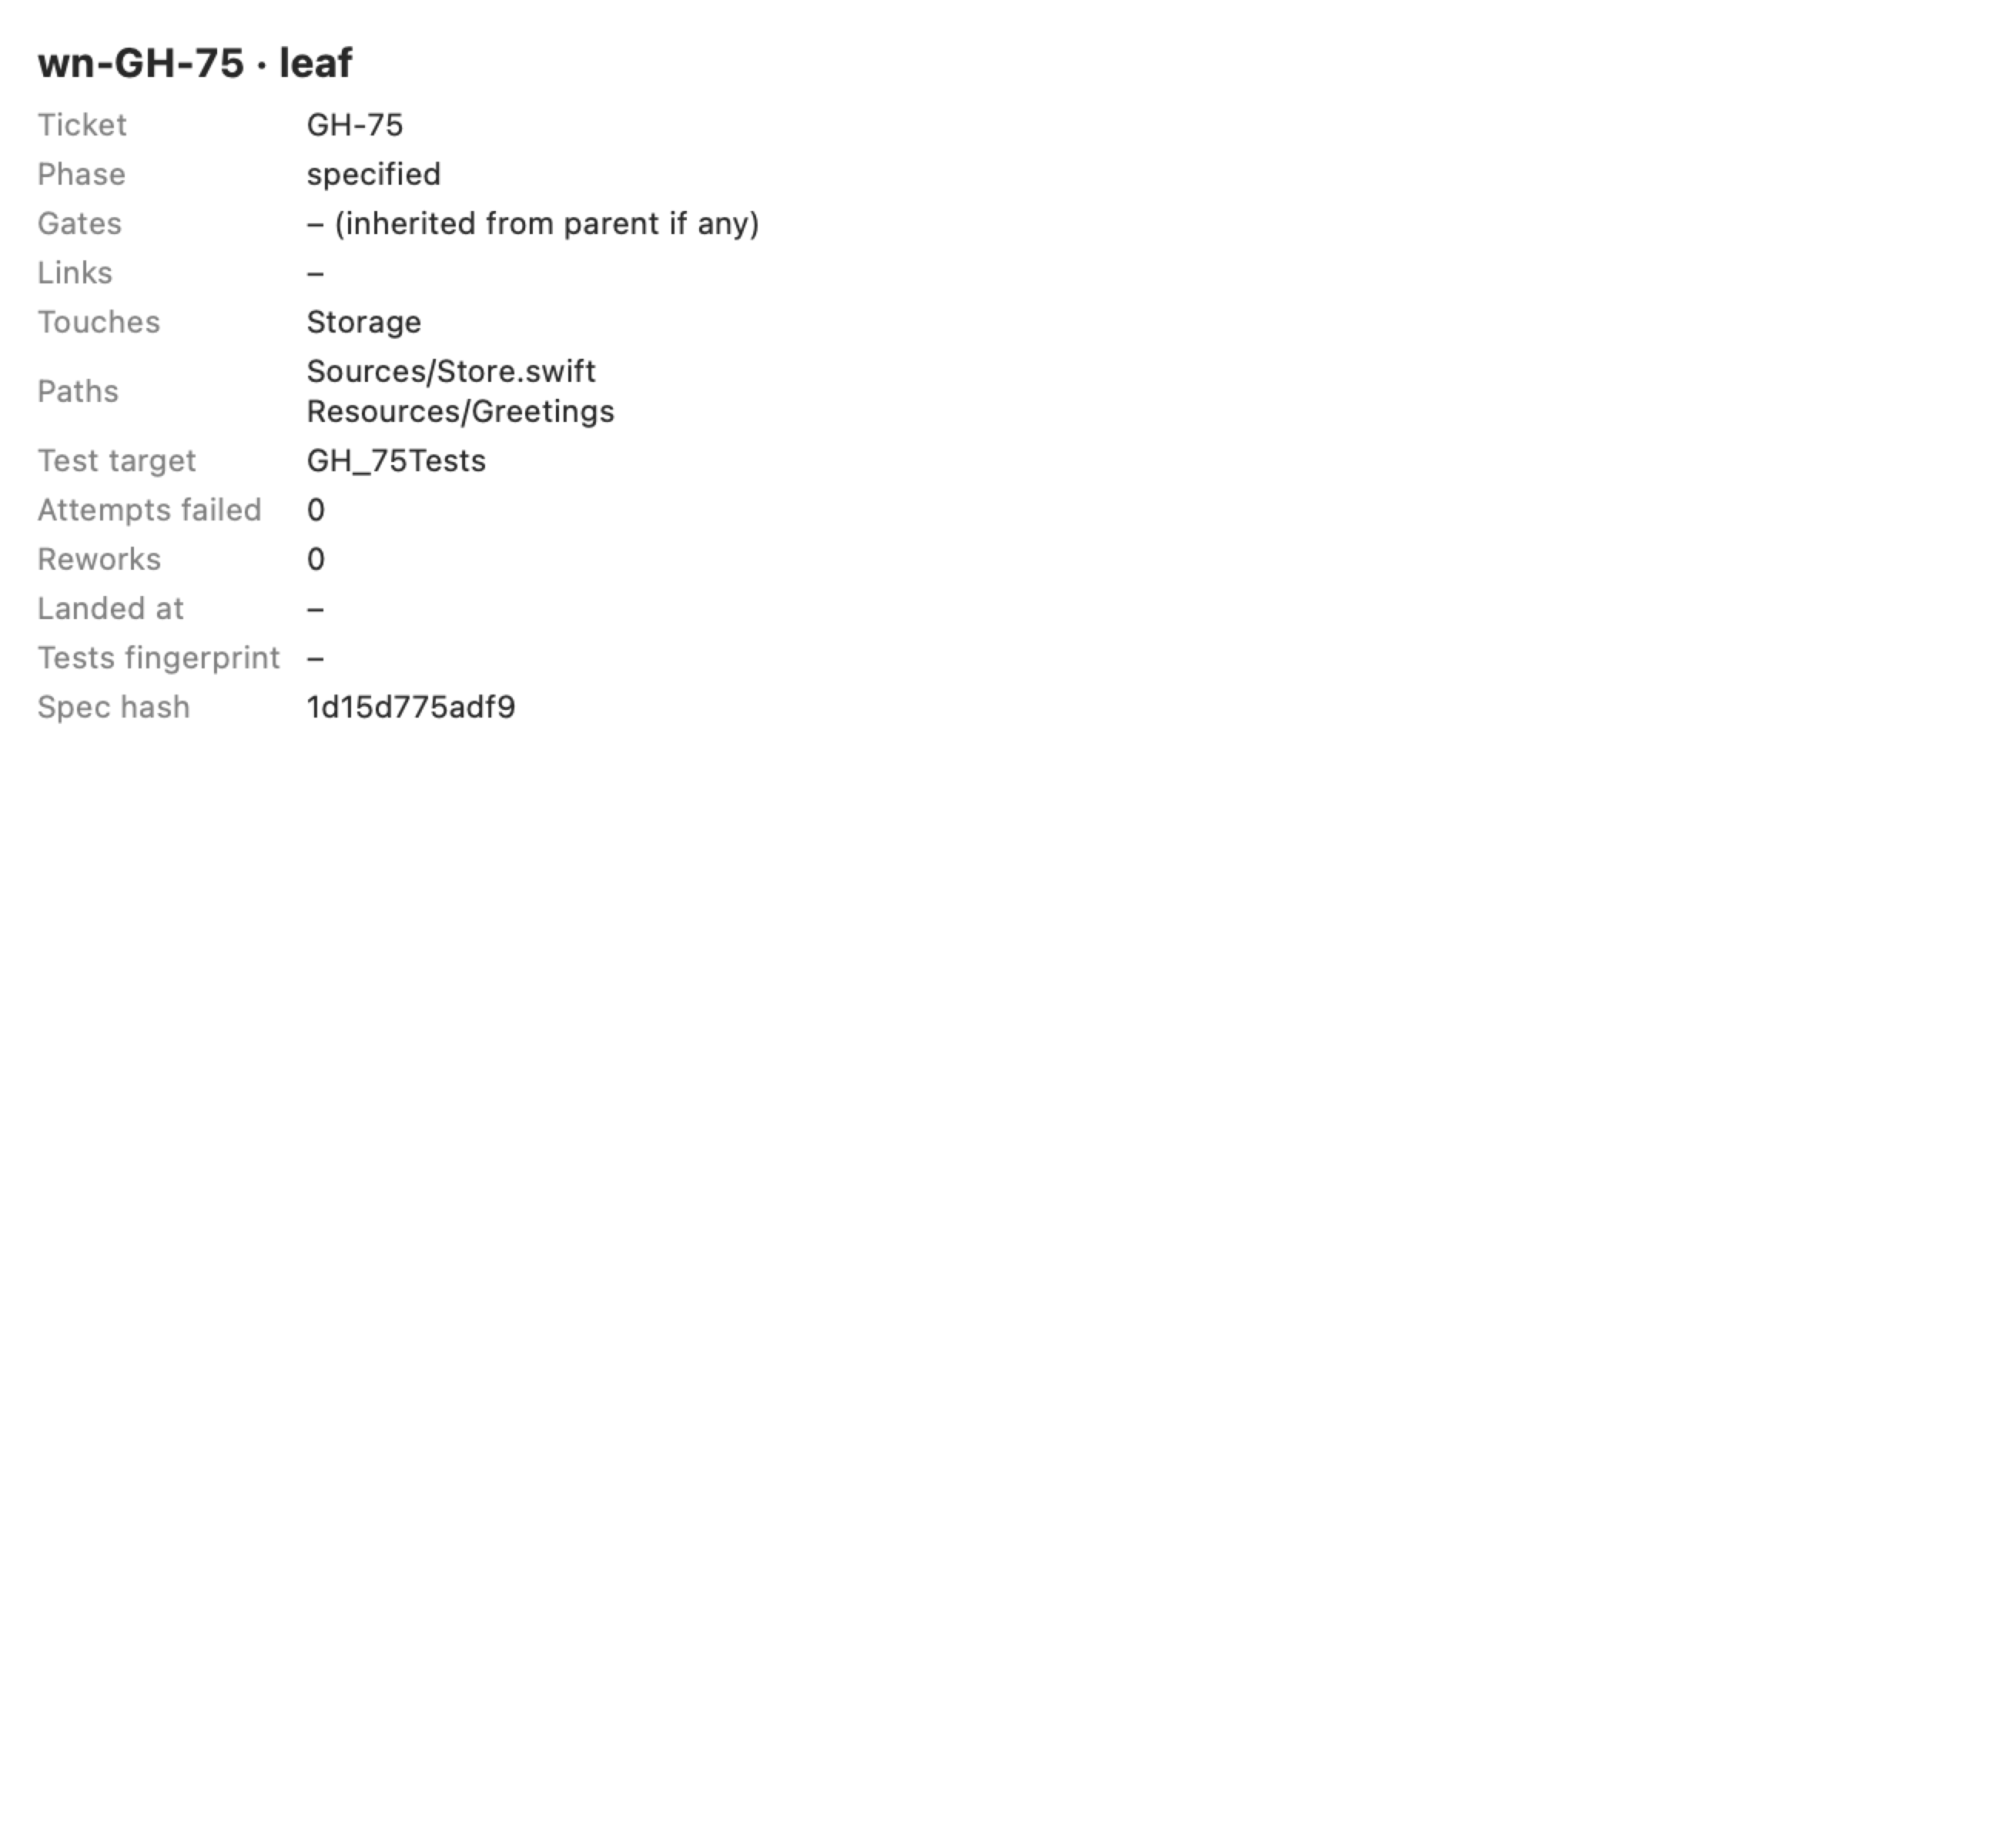 wn-GH-75 · leaf
Ticket GH-75
Phase specified
Gates – (inherited from parent if any)
Links –
Touches Storage
Paths Sources/Store.swift
Resources/Greetings
Test target GH_75Tests
Attempts failed 0
Reworks 0
Landed at –
Tests fingerprint –
Spec hash 1d15d775adf9